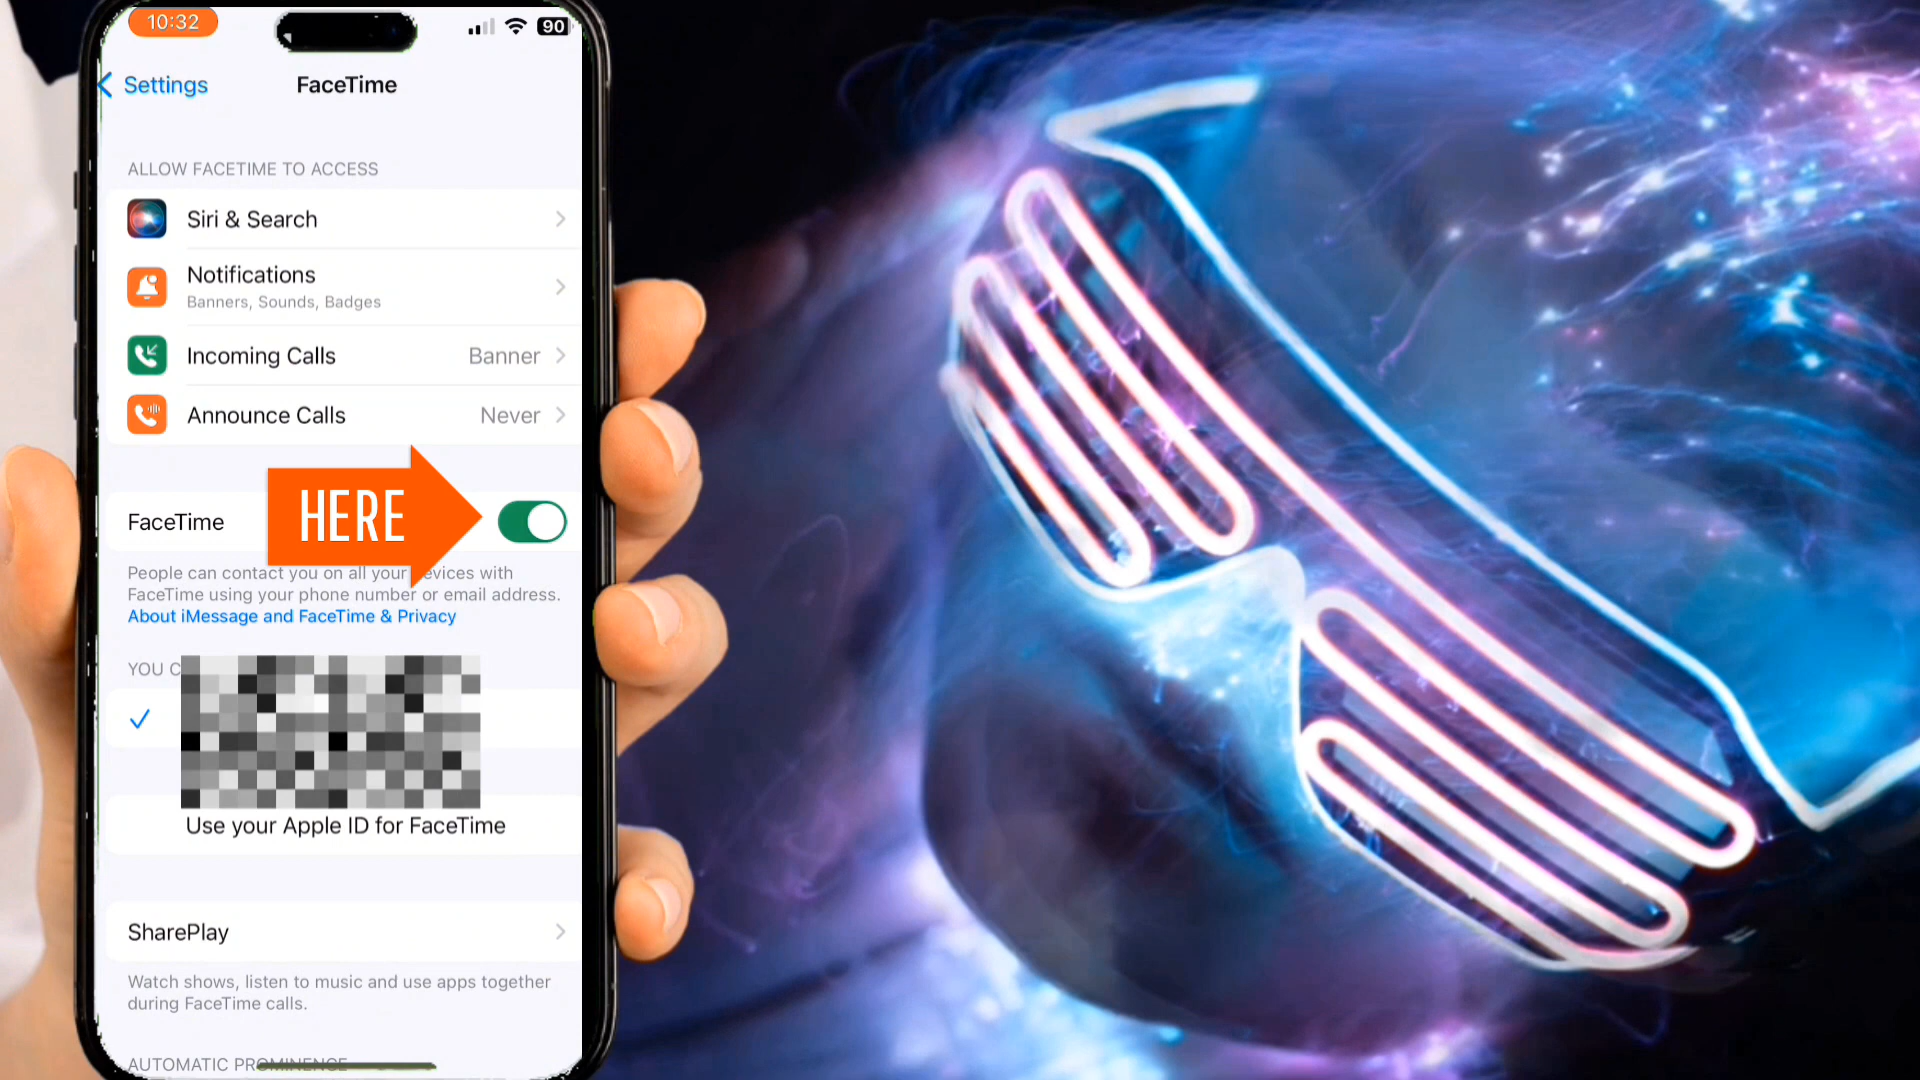 10:32
90
Settings
FaceTime
ALLOW FACETIME TO ACCESS
Siri & Search
Notifications
Banners, Sounds, Badges
Incoming Calls Banner
Announce Calls Never
FaceTime
HERE
People can contact you on all your devices with
FaceTime using your phone number or email address.
About iMessage and FaceTime & Privacy
YOU
Use your Apple ID for FaceTime
SharePlay
Watch shows, listen to music and use apps together
during FaceTime calls.
AUTOMATIC PROMINENCE